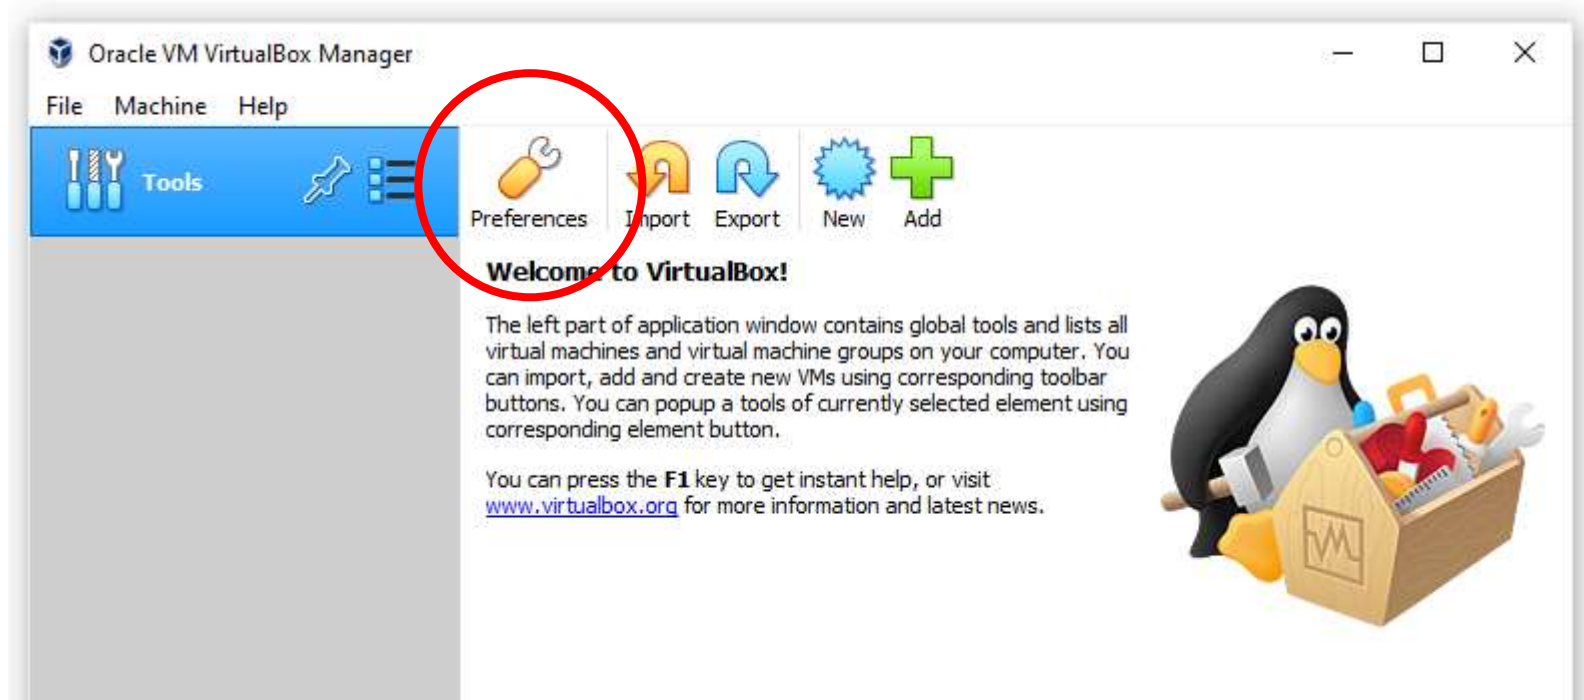 Oracle VM VirtualBox Manager
File Machine Help
Tools
Preferences Import Export New Add
Welcome to VirtualBox!
The left part of application window contains global tools and lists all
virtual machines and virtual machine groups on your computer. You
can import, add and create new VMs using corresponding toolbar
buttons. You can popup a tools of currently selected element using
corresponding element button.
You can press the F1 key to get instant help, or visit
www.virtualbox.org for more information and latest news.